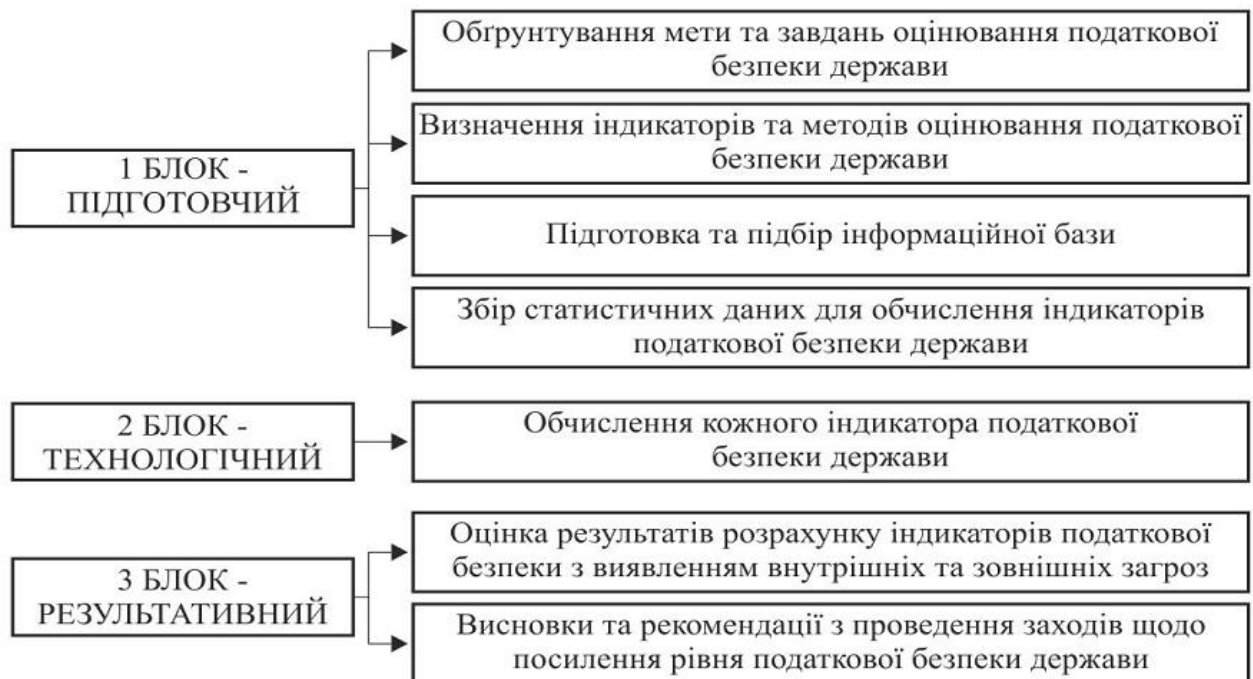 1 БЛОК -
ПІДГОТОВЧИЙ
Обґрунтування мети та завдань оцінювання податкової
безпеки держави
Визначення індикаторів та методів оцінювання податкової
безпеки держави
Підготовка та підбір інформаційної бази
Збір статистичних даних для обчислення індикаторів
податкової безпеки держави
2 БЛОК -
ТЕХНОЛОГІЧНИЙ
Обчислення кожного індикатора податкової
безпеки держави
3 БЛОК -
РЕЗУЛЬТАТИВНИЙ
Оцінка результатів розрахунку індикаторів податкової
безпеки з виявленням внутрішніх та зовнішніх загроз
Висновки та рекомендації з проведення заходів щодо
посилення рівня податкової безпеки держави